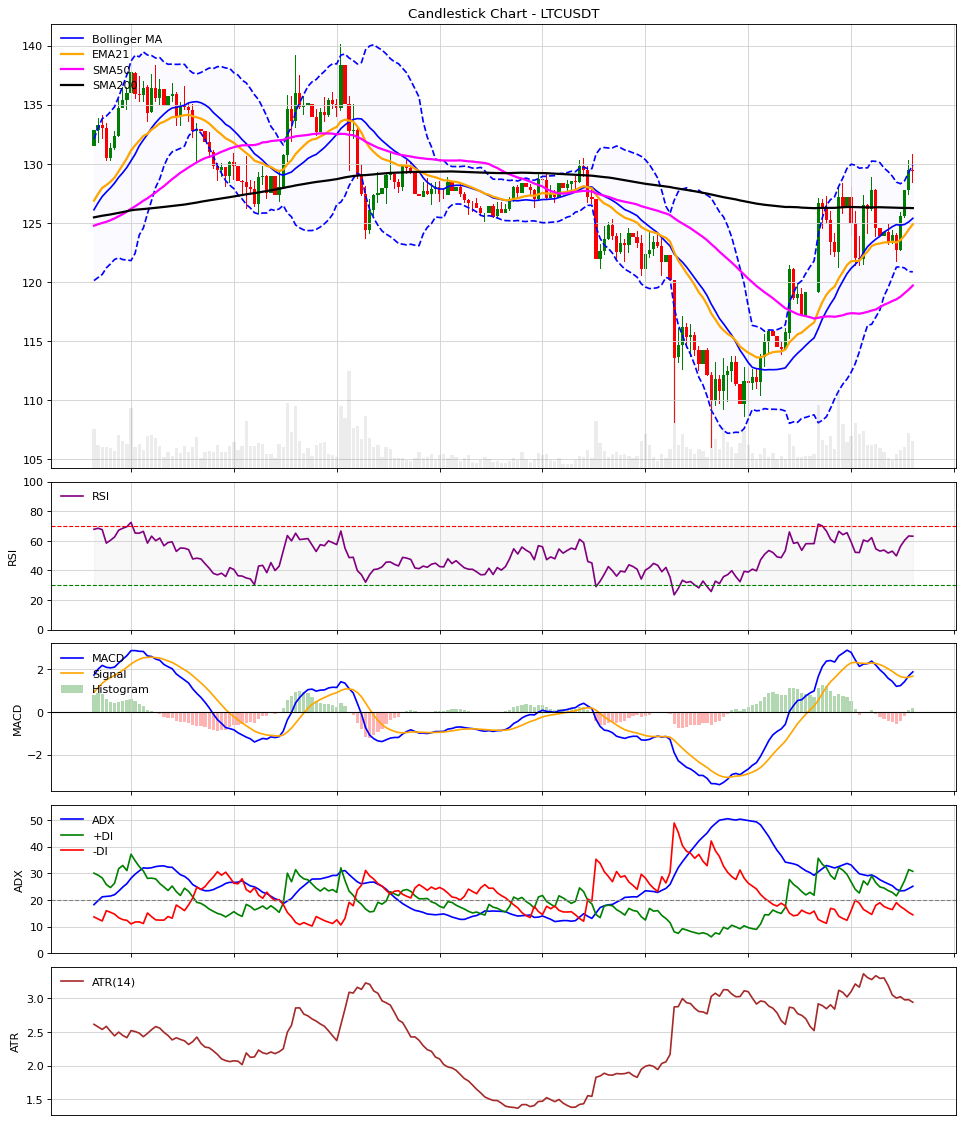 Candlestick Chart - LTCUSDT
Bollinger MA
EMA21
SMA50
SMA200
140
135
130
125
120
115
110
105
RSI
RSI
100
80
60
40
20
0
MACD
Signal
Histogram
MACD
2
0
−2
ADX
+DI
-DI
ADX
50
40
30
20
10
0
ATR(14)
ATR
3.0
2.5
2.0
1.5